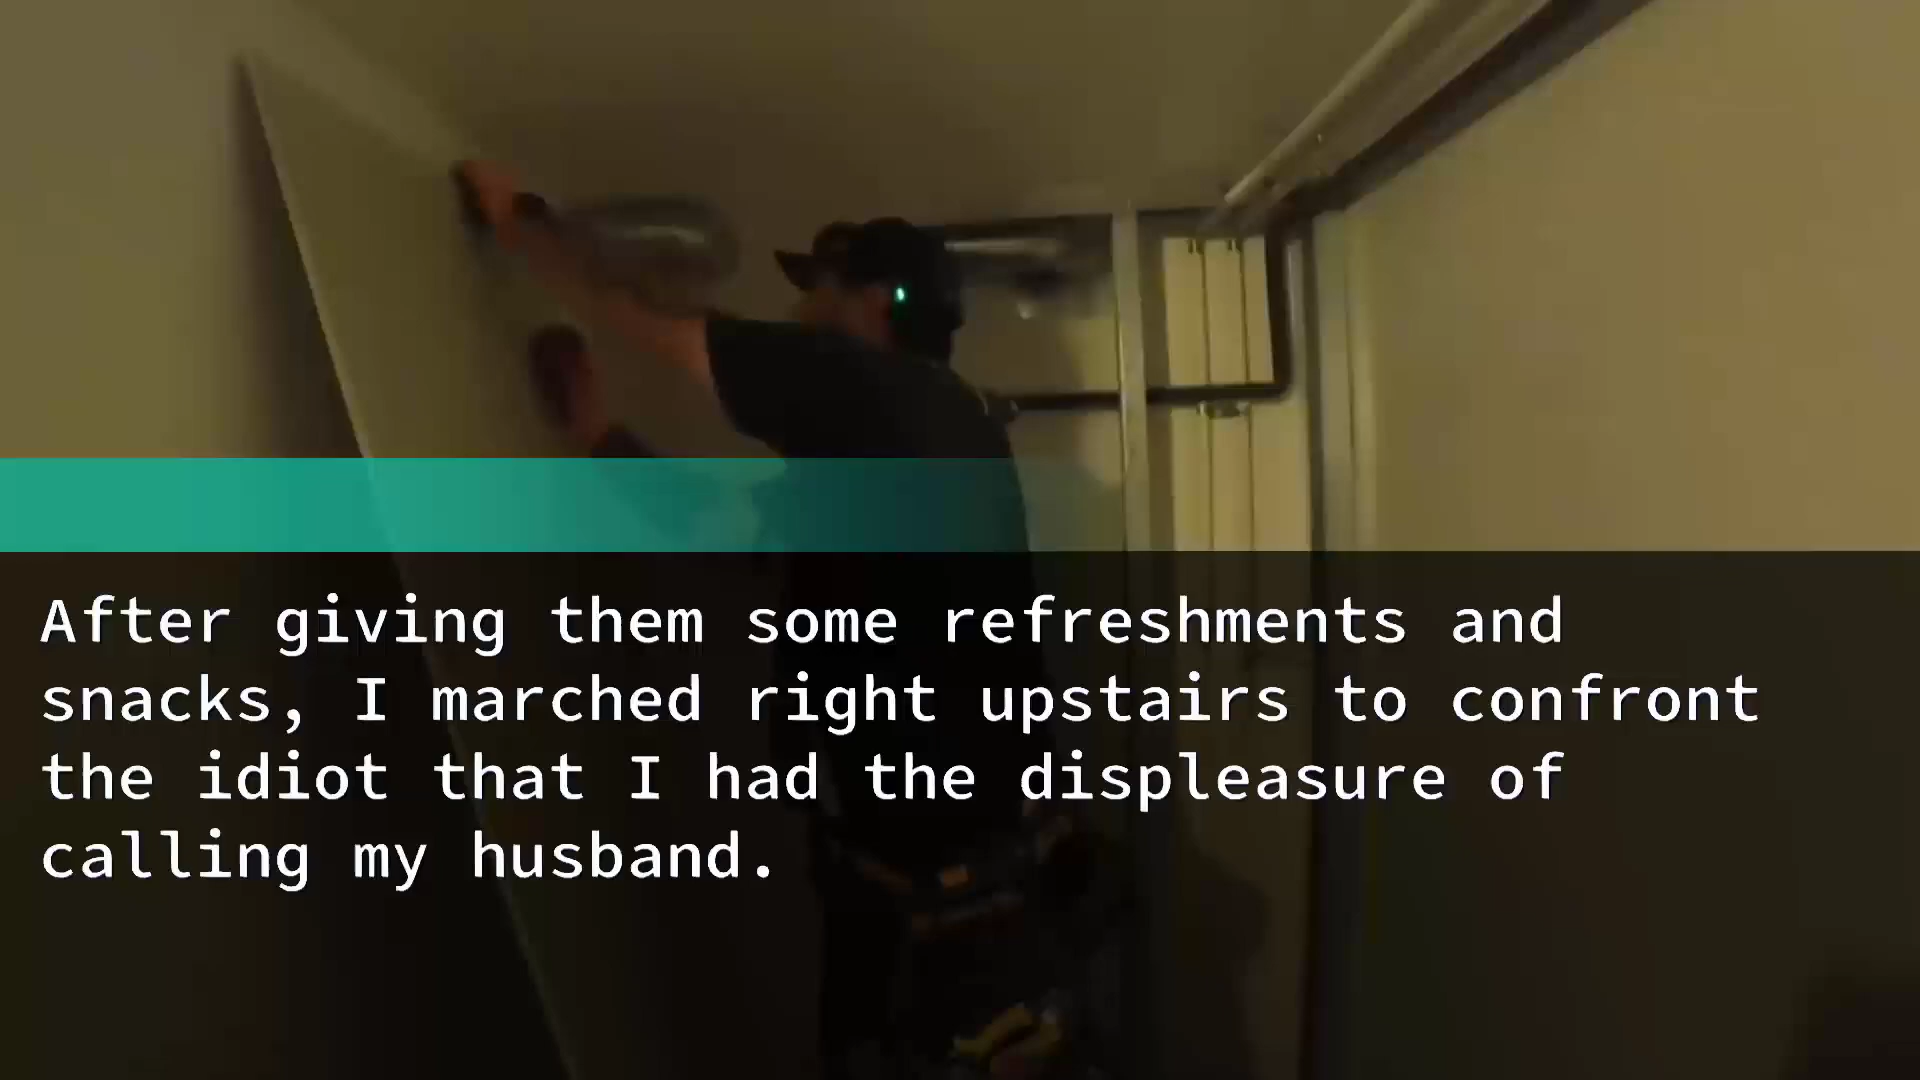 After giving them some refreshments and
snacks, I marched right upstairs to confront
the idiot that I had the displeasure of
calling my husband.